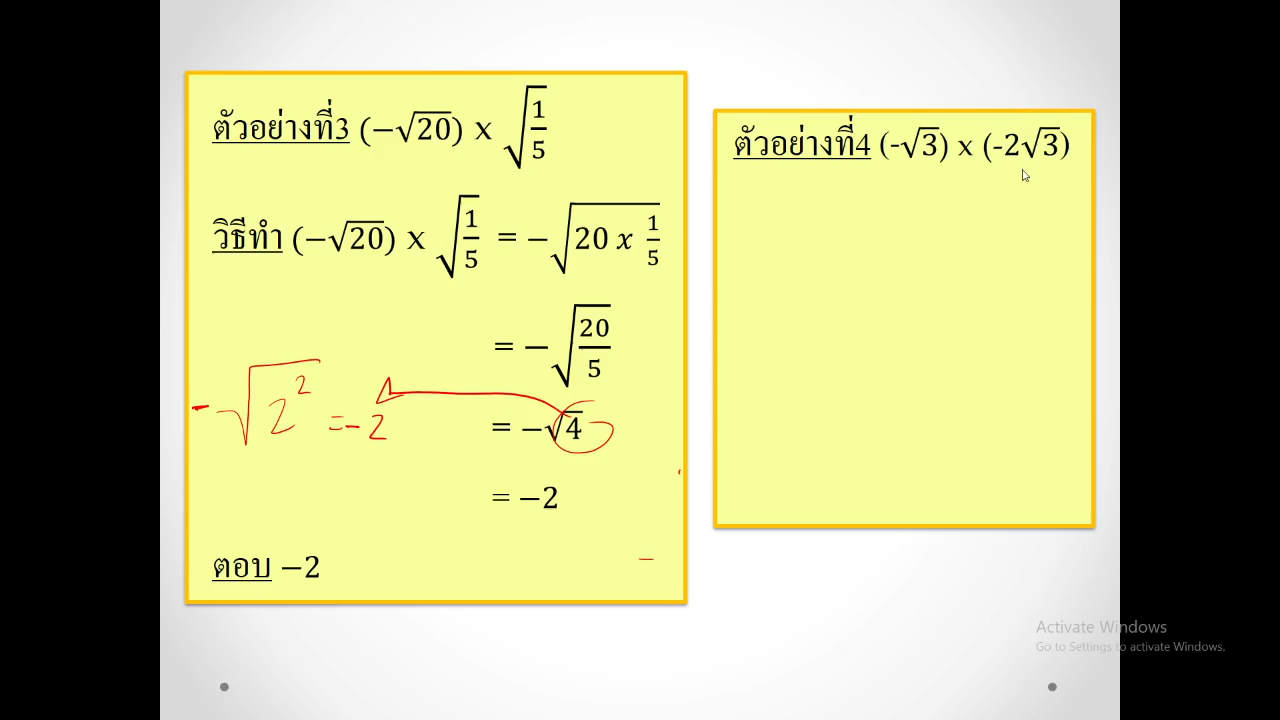 ตัวอย่างที่3 (−√20) x √(1/5)
วิธีทำ (−√20) x √(1/5) = −√(20 x 1/5)
= −√(20/5)
= −√4
-√2² = -2
= −2
ตอบ −2
ตัวอย่างที่4 (-√3) x (-2√3)
Activate Windows
Go to Settings to activate Windows.